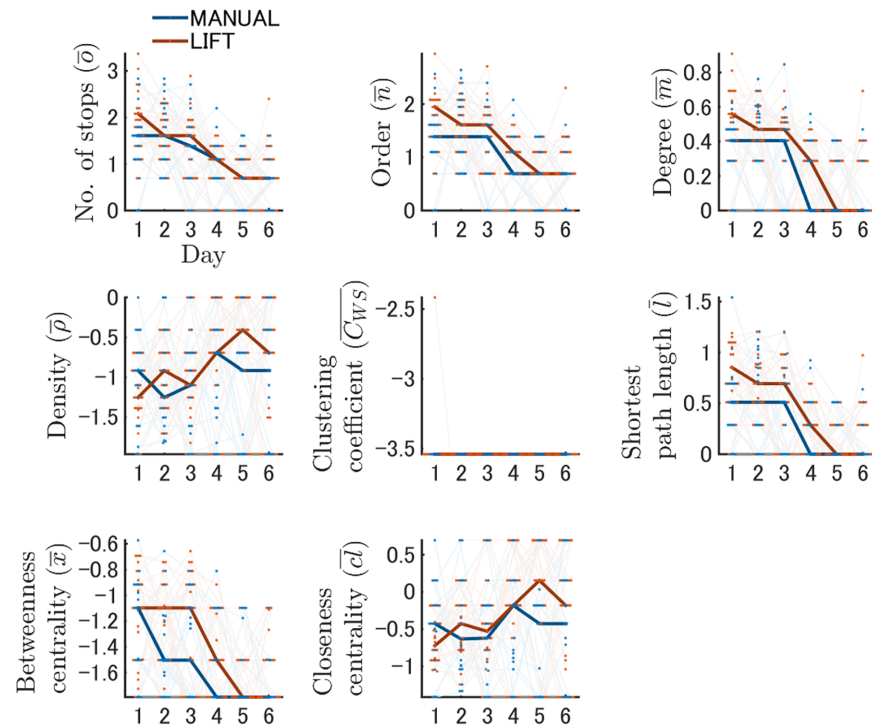 MANUAL
LIFT
No. of stops (o̅)
3
2
1
0
1 2 3 4 5 6
Day
Order (n̅)
2
1
0
1 2 3 4 5 6
Degree (m̅)
0.8
0.6
0.4
0.2
0
1 2 3 4 5 6
Density (ρ̅)
0
−0.5
−1
−1.5
1 2 3 4 5 6
Clustering
coefficient (C̅_W̅S̅)
−2.5
−3
−3.5
1 2 3 4 5 6
Shortest
path length (l̅)
1.5
1
0.5
0
1 2 3 4 5 6
Betweenness
centrality (x̅)
−0.6
−0.8
−1
−1.2
−1.4
−1.6
1 2 3 4 5 6
Closeness
centrality (c̅l̅)
0.5
0
−0.5
−1
1 2 3 4 5 6